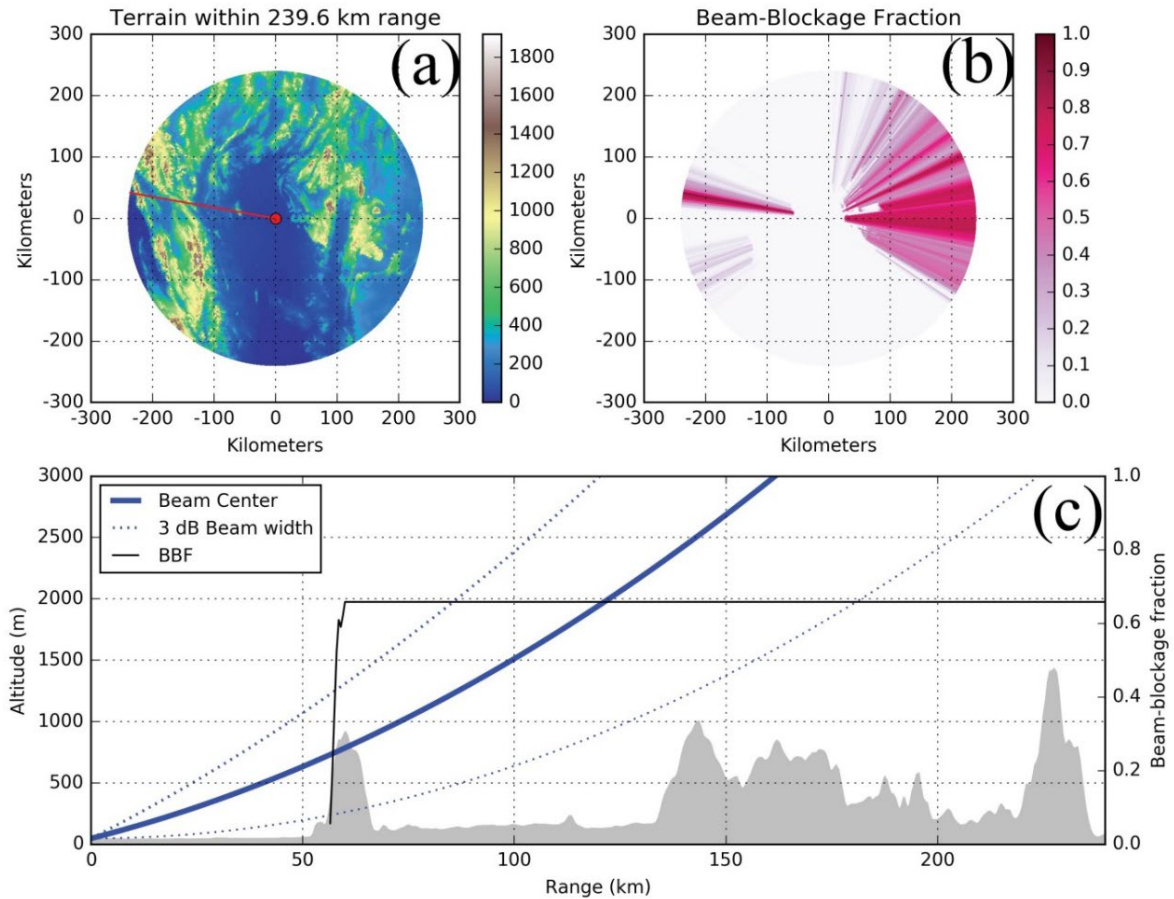 Terrain within 239.6 km range
(a)
300
200
100
0
-100
-200
-300
Kilometers
-300 -200 -100 0 100 200 300
Kilometers
1800
1600
1400
1200
1000
800
600
400
200
0
Beam-Blockage Fraction
(b)
300
200
100
0
-100
-200
-300
Kilometers
-300 -200 -100 0 100 200 300
Kilometers
1.0
0.9
0.8
0.7
0.6
0.5
0.4
0.3
0.2
0.1
0.0
(c)
Beam Center
3 dB Beam width
BBF
3000
2500
2000
1500
1000
500
0
Altitude (m)
0 50 100 150 200
Range (km)
1.0
0.8
0.6
0.4
0.2
0.0
Beam-blockage fraction